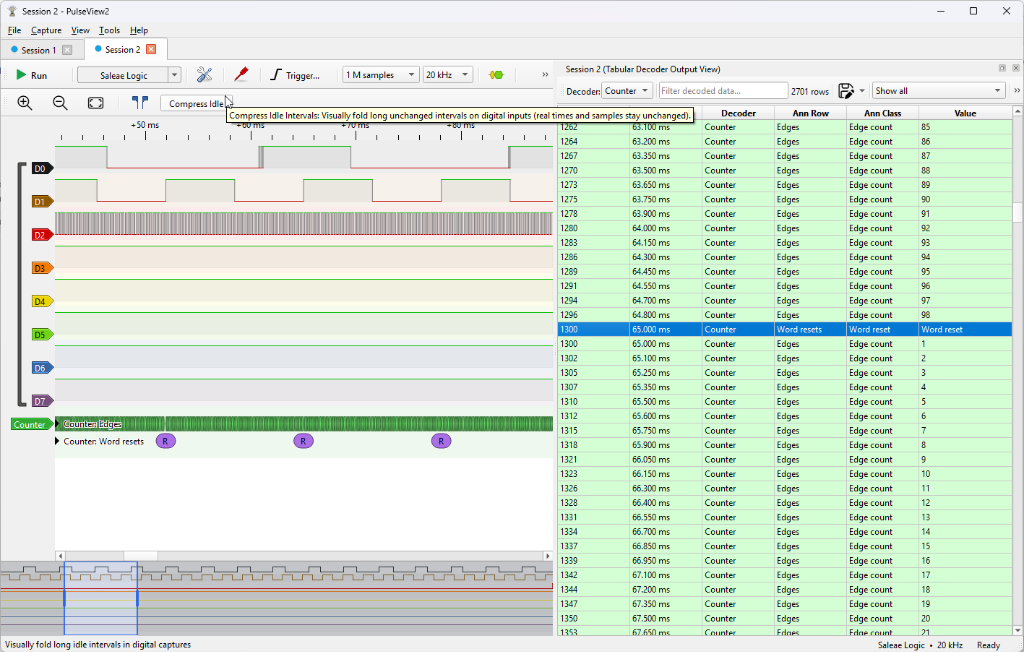 Session 2 - PulseView2
File Capture View Tools Help
Session 1
Session 2
Run Saleae Logic Trigger... 1 M samples 20 kHz
Compress Idle
Compress Idle Intervals: Visually fold long unchanged intervals on digital inputs (real times and samples stay unchanged).
+50 ms +60 ms +70 ms +80 ms
D0
D1
D2
D3
D4
D5
D6
D7
Counter Counter: Edges
Counter: Word resets R R R
Session 2 (Tabular Decoder Output View)
Decoder: Counter Filter decoded data... 2701 rows Show all
Decoder Ann Row Ann Class Value
1262 63.100 ms Counter Edges Edge count 85
1264 63.200 ms Counter Edges Edge count 86
1267 63.350 ms Counter Edges Edge count 87
1270 63.500 ms Counter Edges Edge count 88
1273 63.650 ms Counter Edges Edge count 89
1275 63.750 ms Counter Edges Edge count 90
1278 63.900 ms Counter Edges Edge count 91
1280 64.000 ms Counter Edges Edge count 92
1283 64.150 ms Counter Edges Edge count 93
1286 64.300 ms Counter Edges Edge count 94
1289 64.450 ms Counter Edges Edge count 95
1291 64.550 ms Counter Edges Edge count 96
1294 64.700 ms Counter Edges Edge count 97
1296 64.800 ms Counter Edges Edge count 98
1300 65.000 ms Counter Word resets Word reset Word reset
1300 65.000 ms Counter Edges Edge count 1
1302 65.100 ms Counter Edges Edge count 2
1305 65.250 ms Counter Edges Edge count 3
1307 65.350 ms Counter Edges Edge count 4
1310 65.500 ms Counter Edges Edge count 5
1312 65.600 ms Counter Edges Edge count 6
1315 65.750 ms Counter Edges Edge count 7
1318 65.900 ms Counter Edges Edge count 8
1321 66.050 ms Counter Edges Edge count 9
1323 66.150 ms Counter Edges Edge count 10
1326 66.300 ms Counter Edges Edge count 11
1328 66.400 ms Counter Edges Edge count 12
1331 66.550 ms Counter Edges Edge count 13
1334 66.700 ms Counter Edges Edge count 14
1337 66.850 ms Counter Edges Edge count 15
1339 66.950 ms Counter Edges Edge count 16
1342 67.100 ms Counter Edges Edge count 17
1344 67.200 ms Counter Edges Edge count 18
1347 67.350 ms Counter Edges Edge count 19
1350 67.500 ms Counter Edges Edge count 20
1353 67.650 ms Counter Edges Edge count 21
Visually fold long idle intervals in digital captures
Saleae Logic • 20 kHz Ready